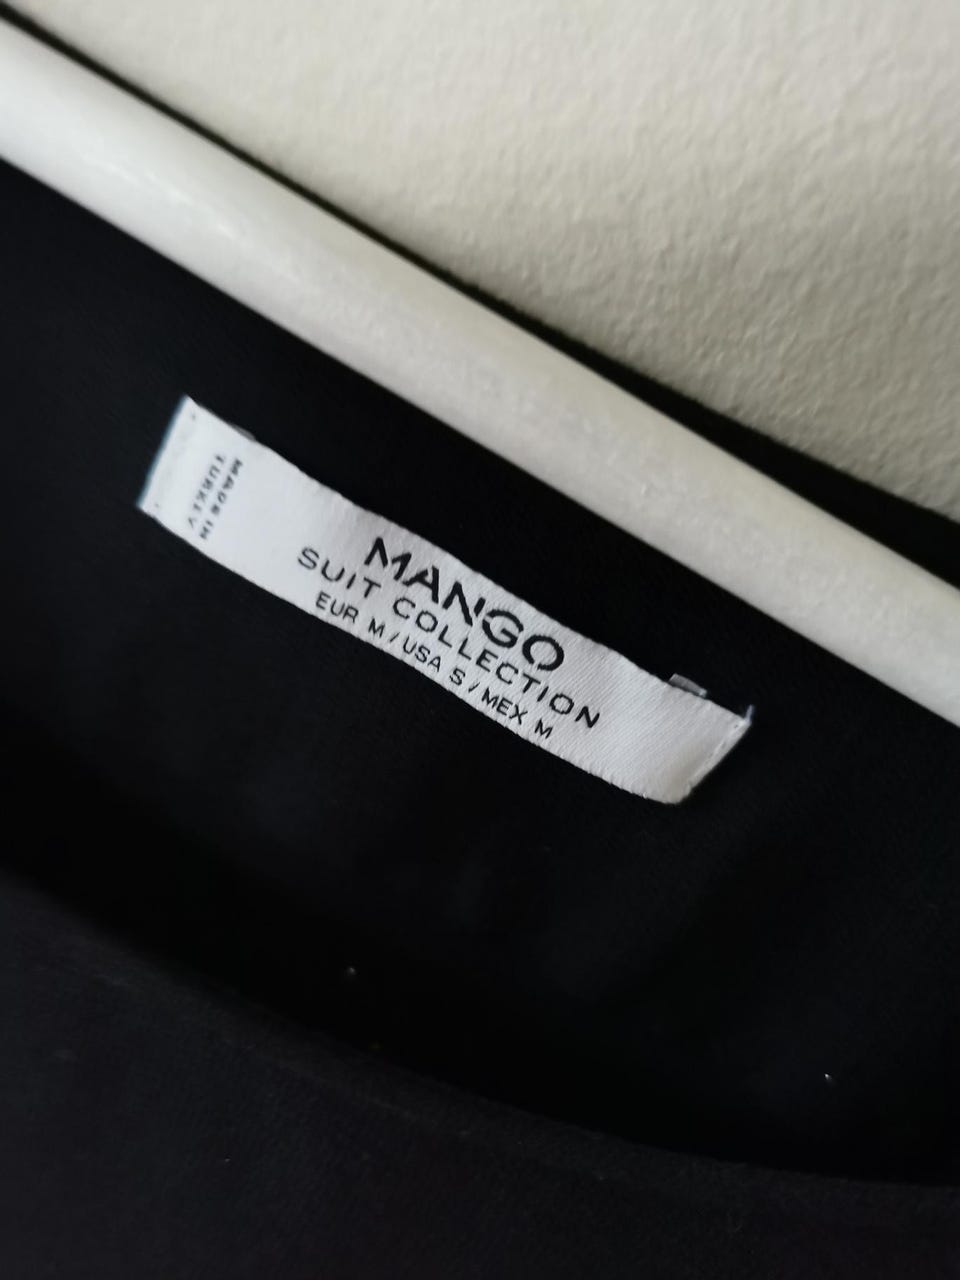 MADE IN
TURKEY
MANGO
SUIT COLLECTION
EUR M / USA S / MEX M